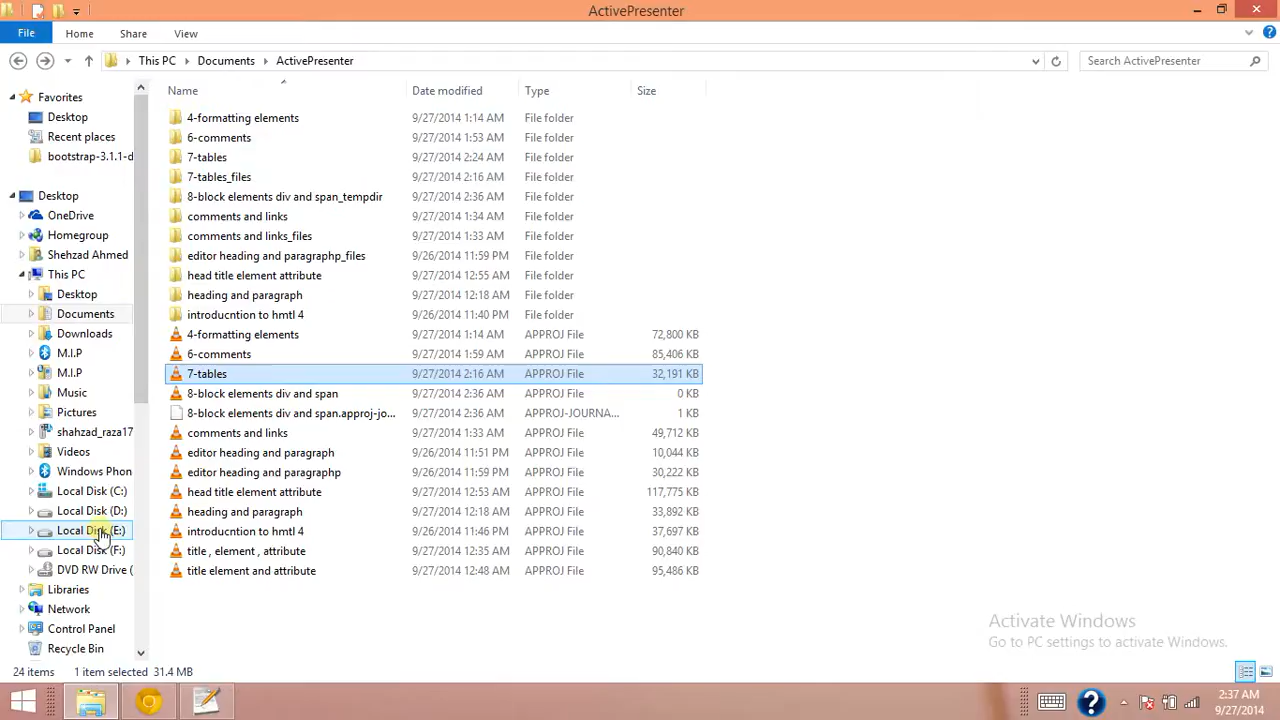 ActivePresenter
File Home Share View
This PC Documents ActivePresenter Search ActivePresenter
Name Date modified Type Size
Favorites
Desktop
Recent places
bootstrap-3.1.1-d
Desktop
OneDrive
Homegroup
Shehzad Ahmed
This PC
Desktop
Documents
Downloads
M.I.P
M.I.P
Music
Pictures
shahzad_raza17
Videos
Windows Phon
Local Disk (C:)
Local Disk (D:)
Local Disk (E:)
Local Disk (F:)
DVD RW Drive (
Libraries
Network
Control Panel
Recycle Bin
4-formatting elements 9/27/2014 1:14 AM File folder
6-comments 9/27/2014 1:53 AM File folder
7-tables 9/27/2014 2:24 AM File folder
7-tables_files 9/27/2014 2:16 AM File folder
8-block elements div and span_tempdir 9/27/2014 2:36 AM File folder
comments and links 9/27/2014 1:34 AM File folder
comments and links_files 9/27/2014 1:33 AM File folder
editor heading and paragraphp_files 9/26/2014 11:59 PM File folder
head title element attribute 9/27/2014 12:55 AM File folder
heading and paragraph 9/27/2014 12:18 AM File folder
introducntion to hmtl 4 9/26/2014 11:40 PM File folder
4-formatting elements 9/27/2014 1:14 AM APPROJ File 72,800 KB
6-comments 9/27/2014 1:59 AM APPROJ File 85,406 KB
7-tables 9/27/2014 2:16 AM APPROJ File 32,191 KB
8-block elements div and span 9/27/2014 2:36 AM APPROJ File 0 KB
8-block elements div and span.approj-jo... 9/27/2014 2:36 AM APPROJ-JOURNA... 1 KB
comments and links 9/27/2014 1:33 AM APPROJ File 49,712 KB
editor heading and paragraph 9/26/2014 11:51 PM APPROJ File 10,044 KB
editor heading and paragraphp 9/26/2014 11:59 PM APPROJ File 30,222 KB
head title element attribute 9/27/2014 12:53 AM APPROJ File 117,775 KB
heading and paragraph 9/27/2014 12:18 AM APPROJ File 33,892 KB
introducntion to hmtl 4 9/26/2014 11:46 PM APPROJ File 37,696 KB
title , element , attribute 9/27/2014 12:35 AM APPROJ File 90,840 KB
title element and attribute 9/27/2014 12:48 AM APPROJ File 95,486 KB
Activate Windows
Go to PC settings to activate Windows.
24 items 1 item selected 31.4 MB
2:37 AM
9/27/2014